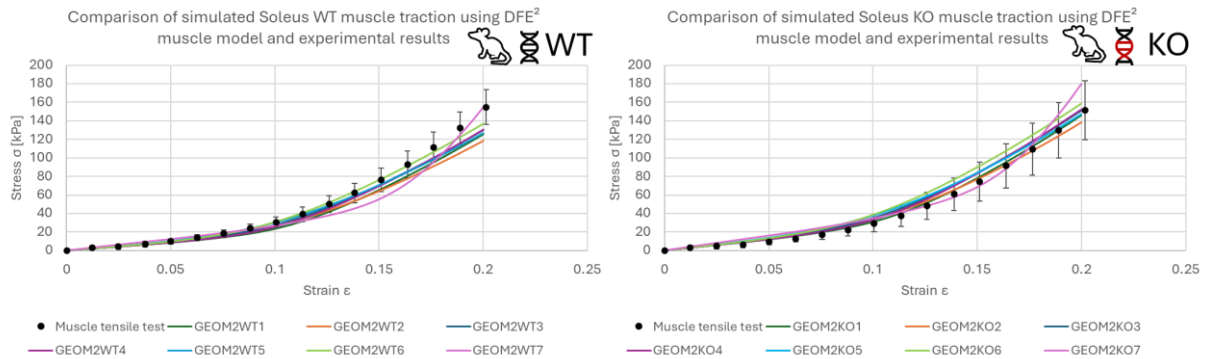 Comparison of simulated Soleus WT muscle traction using DFE²
muscle model and experimental results
WT
200
180
160
140
120
100
80
60
40
20
0
Stress σ [kPa]
0
0.05
0.1
0.15
0.2
0.25
Strain ε
Muscle tensile test
GEOM2WT1
GEOM2WT2
GEOM2WT3
GEOM2WT4
GEOM2WT5
GEOM2WT6
GEOM2WT7
Comparison of simulated Soleus KO muscle traction using DFE²
muscle model and experimental results
KO
200
180
160
140
120
100
80
60
40
20
0
Stress σ [kPa]
0
0.05
0.1
0.15
0.2
0.25
Strain ε
Muscle tensile test
GEOM2KO1
GEOM2KO2
GEOM2KO3
GEOM2KO4
GEOM2KO5
GEOM2KO6
GEOM2KO7